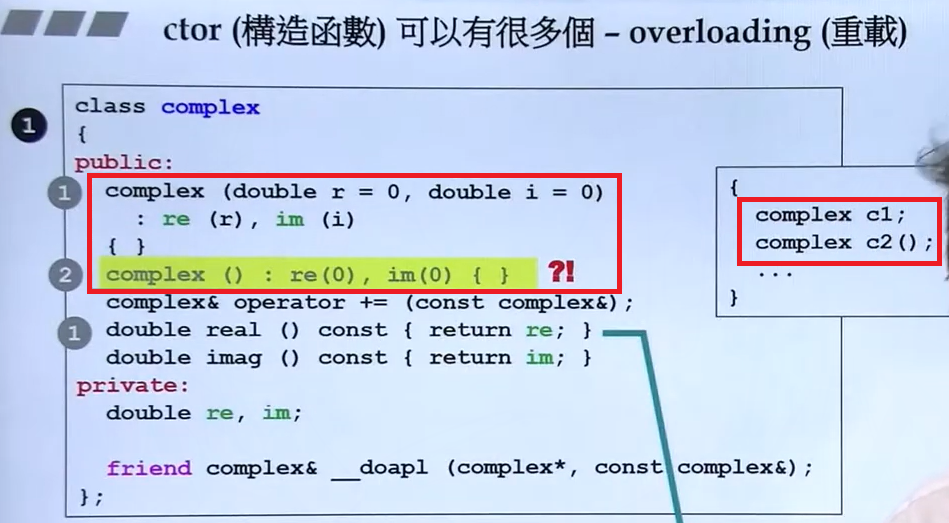 ctor (構造函數) 可以有很多個 – overloading (重載)
1
class complex
{
public:
1
complex (double r = 0, double i = 0)
: re (r), im (i)
{ }
2
complex () : re(0), im(0) { }
?!
complex& operator += (const complex&);
1
double real () const { return re; }
double imag () const { return im; }
private:
double re, im;
friend complex& __doapl (complex*, const complex&);
};
{
complex c1;
complex c2();
...
}